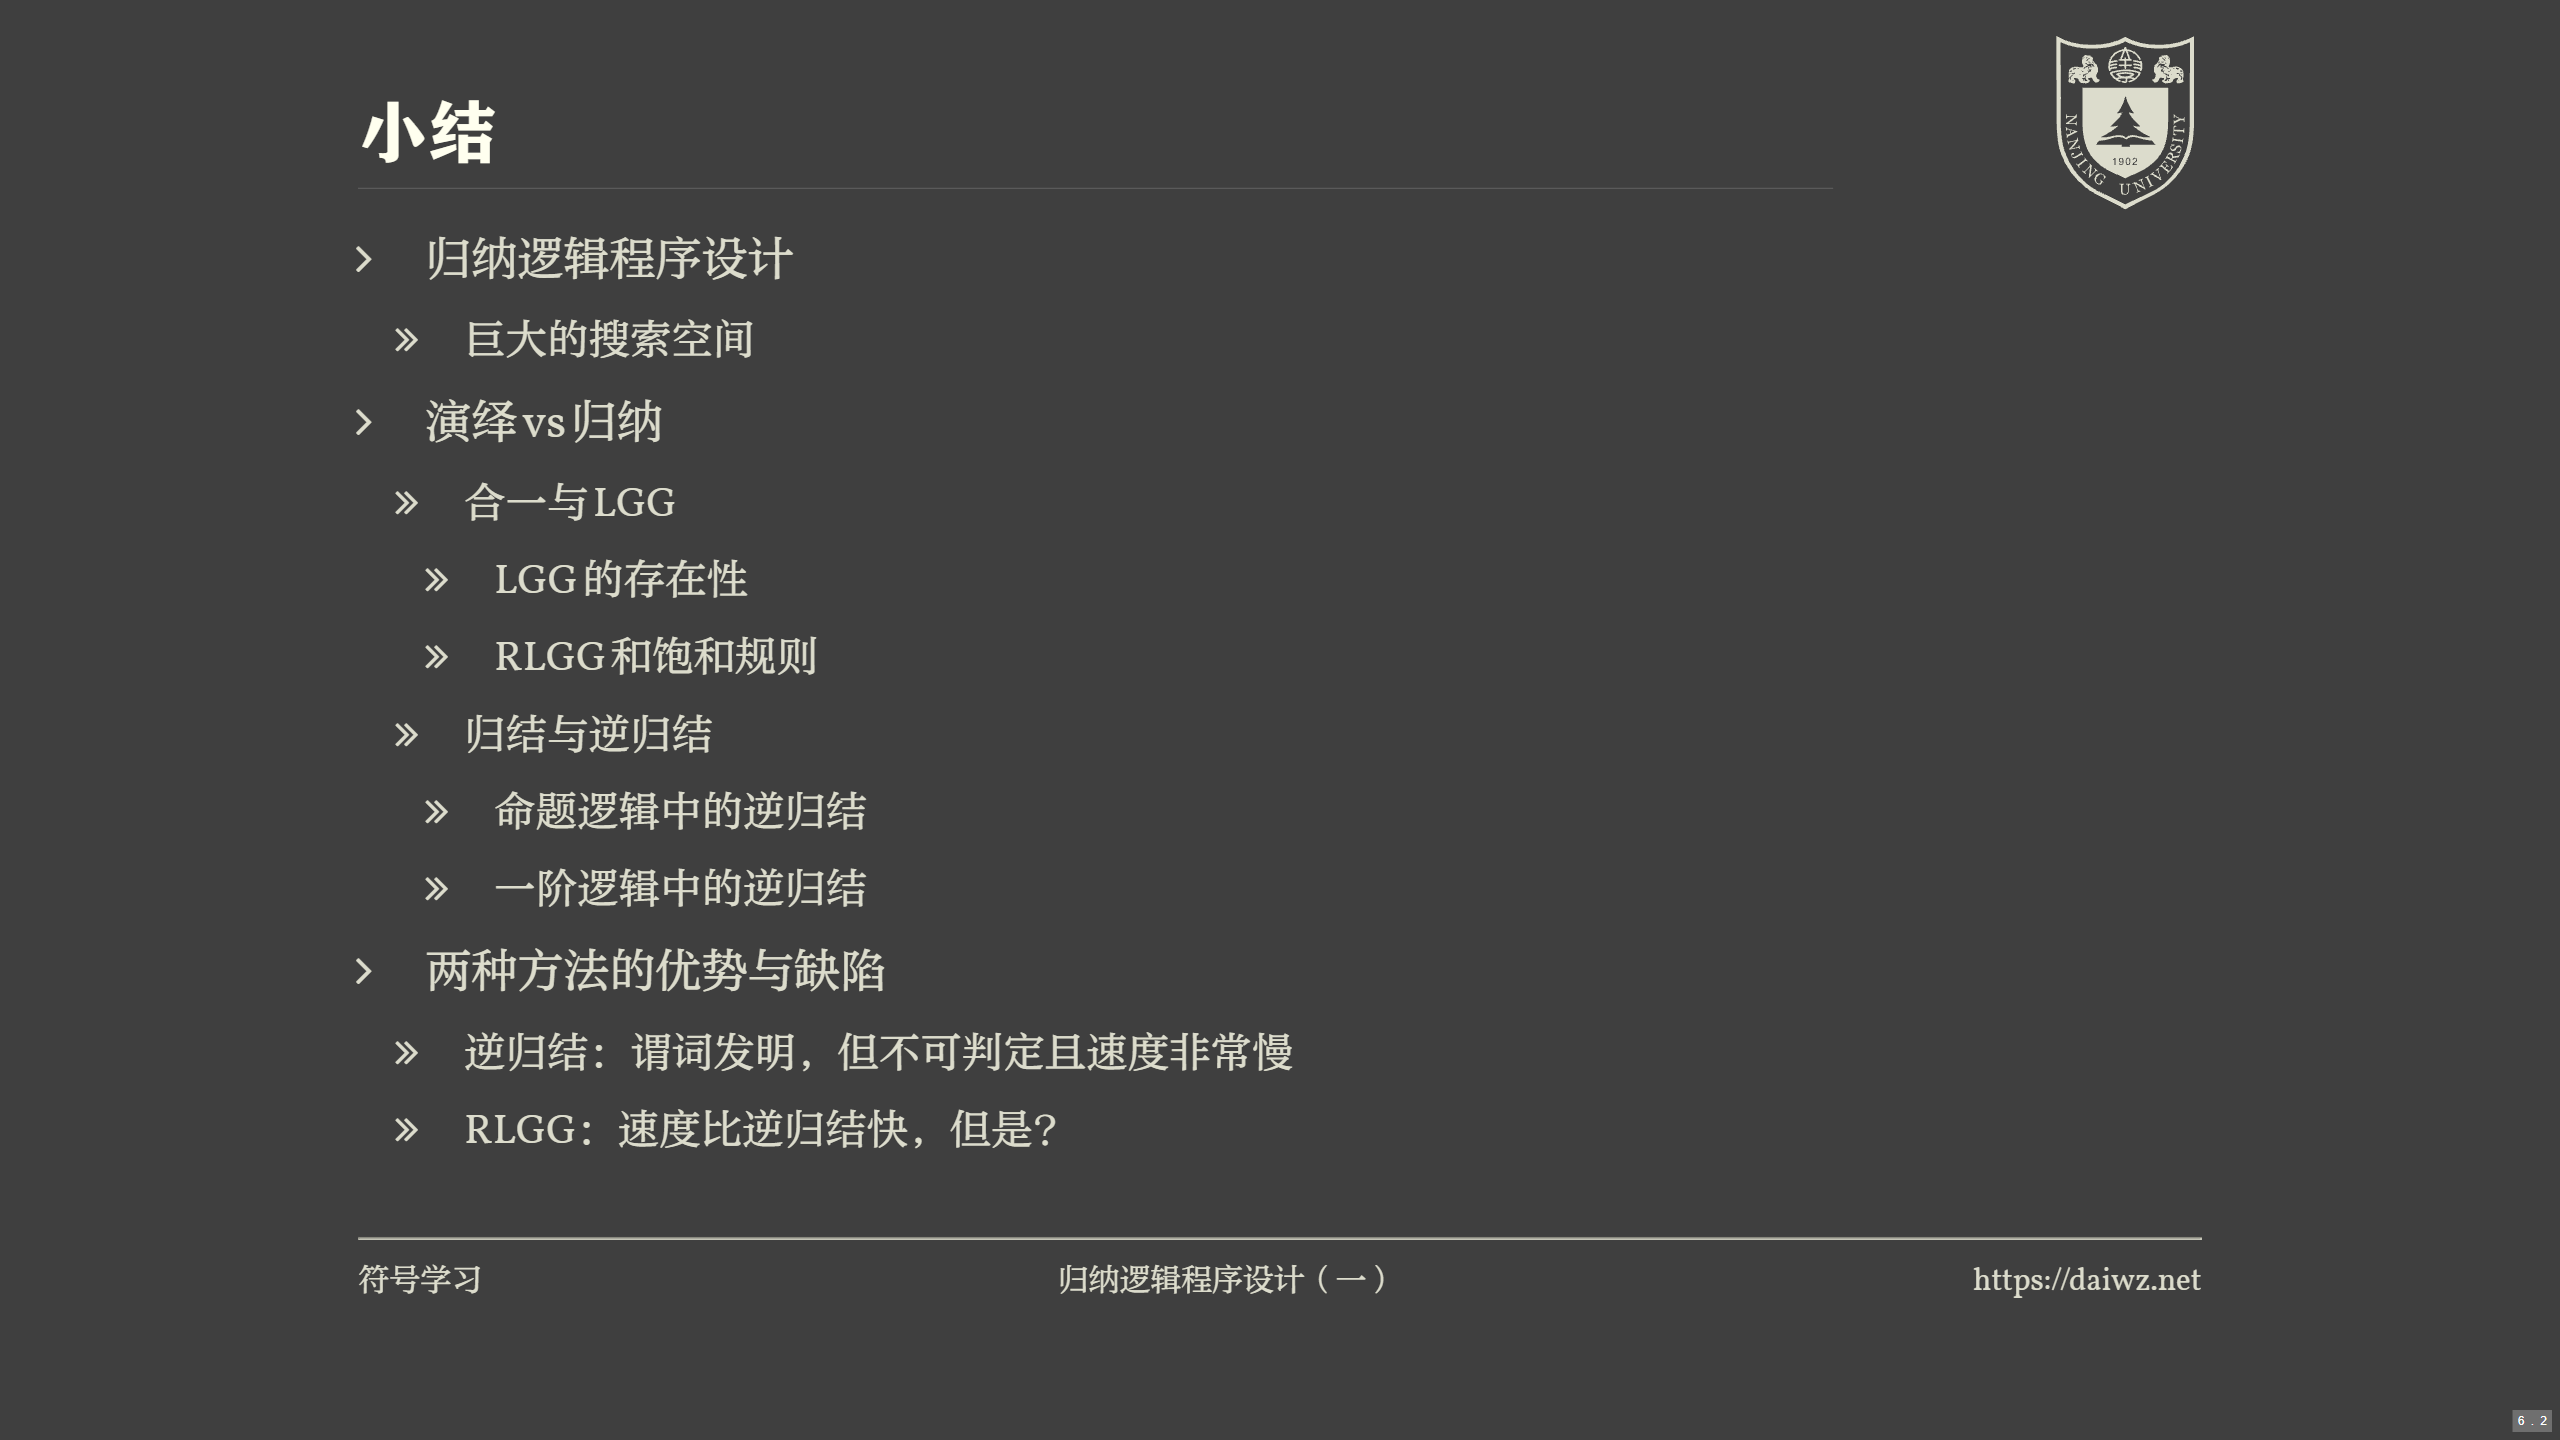 小结
NANJING UNIVERSITY
1902
归纳逻辑程序设计
巨大的搜索空间
演绎vs归纳
合一与LGG
LGG的存在性
RLGG和饱和规则
归结与逆归结
命题逻辑中的逆归结
一阶逻辑中的逆归结
两种方法的优势与缺陷
逆归结：谓词发明，但不可判定且速度非常慢
RLGG：速度比逆归结快，但是？
符号学习
归纳逻辑程序设计（一）
https://daiwz.net
6.2